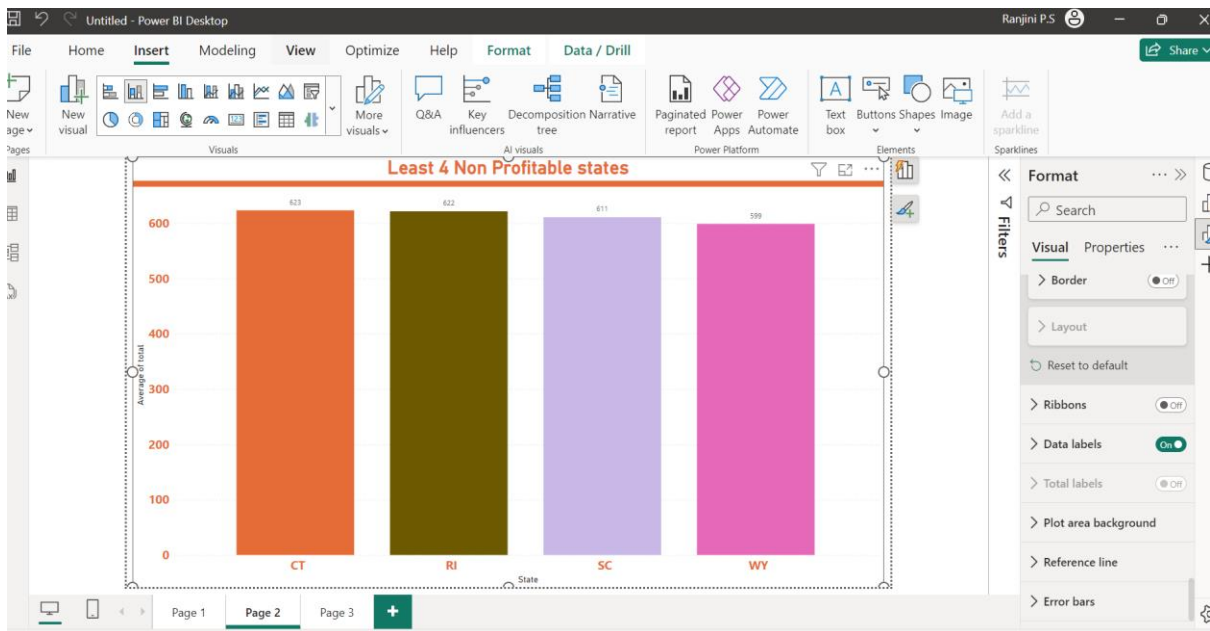 Untitled - Power BI Desktop
Ranjini P.S
File Home Insert Modeling View Optimize Help Format Data / Drill
Share
New
visual
More
visuals
Q&A
Key
influencers
Decomposition
tree
Narrative
Paginated
report
Power
Apps
Power
Automate
Text
box
Buttons
Shapes
Image
Add a
sparkline
New
age
Pages
Visuals
AI visuals
Power Platform
Elements
Sparklines
Least 4 Non Profitable states
623
622
611
599
600
500
400
300
200
100
0
Average of total
CT
RI
SC
WY
State
Filters
Format
Search
Visual Properties
Border Off
Layout
Reset to default
Ribbons Off
Data labels On
Total labels Off
Plot area background
Reference line
Error bars
Page 1 Page 2 Page 3 +